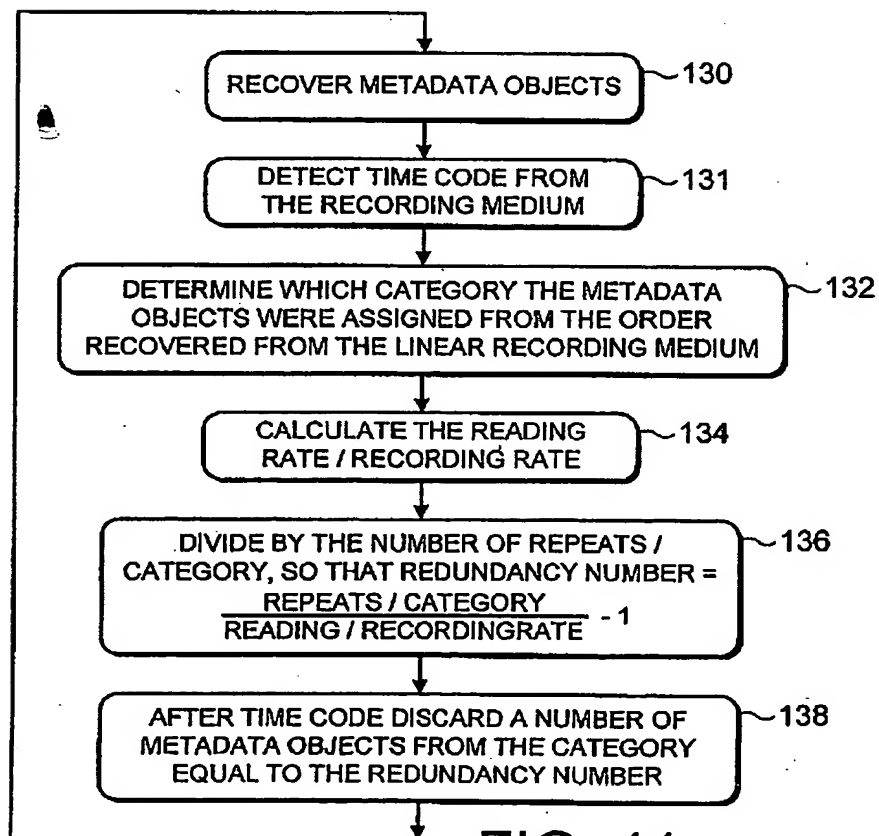 RECOVER METADATA OBJECTS
130
DETECT TIME CODE FROM
THE RECORDING MEDIUM
131
DETERMINE WHICH CATEGORY THE METADATA
OBJECTS WERE ASSIGNED FROM THE ORDER
RECOVERED FROM THE LINEAR RECORDING MEDIUM
132
CALCULATE THE READING
RATE / RECORDING RATE
134
DIVIDE BY THE NUMBER OF REPEATS /
CATEGORY, SO THAT REDUNDANCY NUMBER =
REPEATS / CATEGORY
READING / RECORDINGRATE - 1
136
AFTER TIME CODE DISCARD A NUMBER OF
METADATA OBJECTS FROM THE CATEGORY
EQUAL TO THE REDUNDANCY NUMBER
138